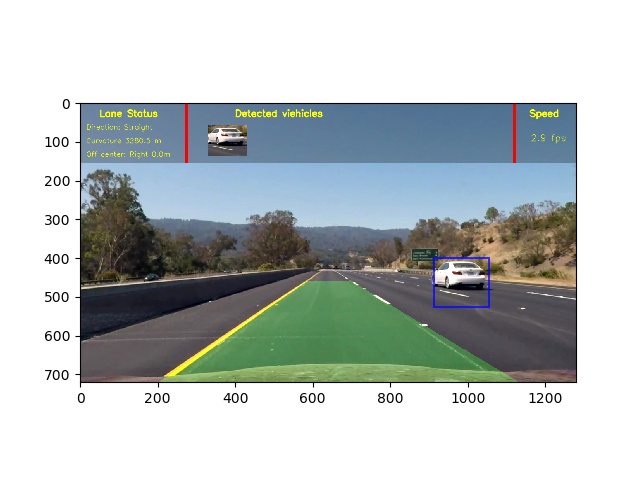 Lane Status
Detected viehicles
Speed
Direction: Straight
Curvature: 3280.5 m
Off center: Right 0.0m
2.9 fps
0
100
200
300
400
500
600
700
0
200
400
600
800
1000
1200